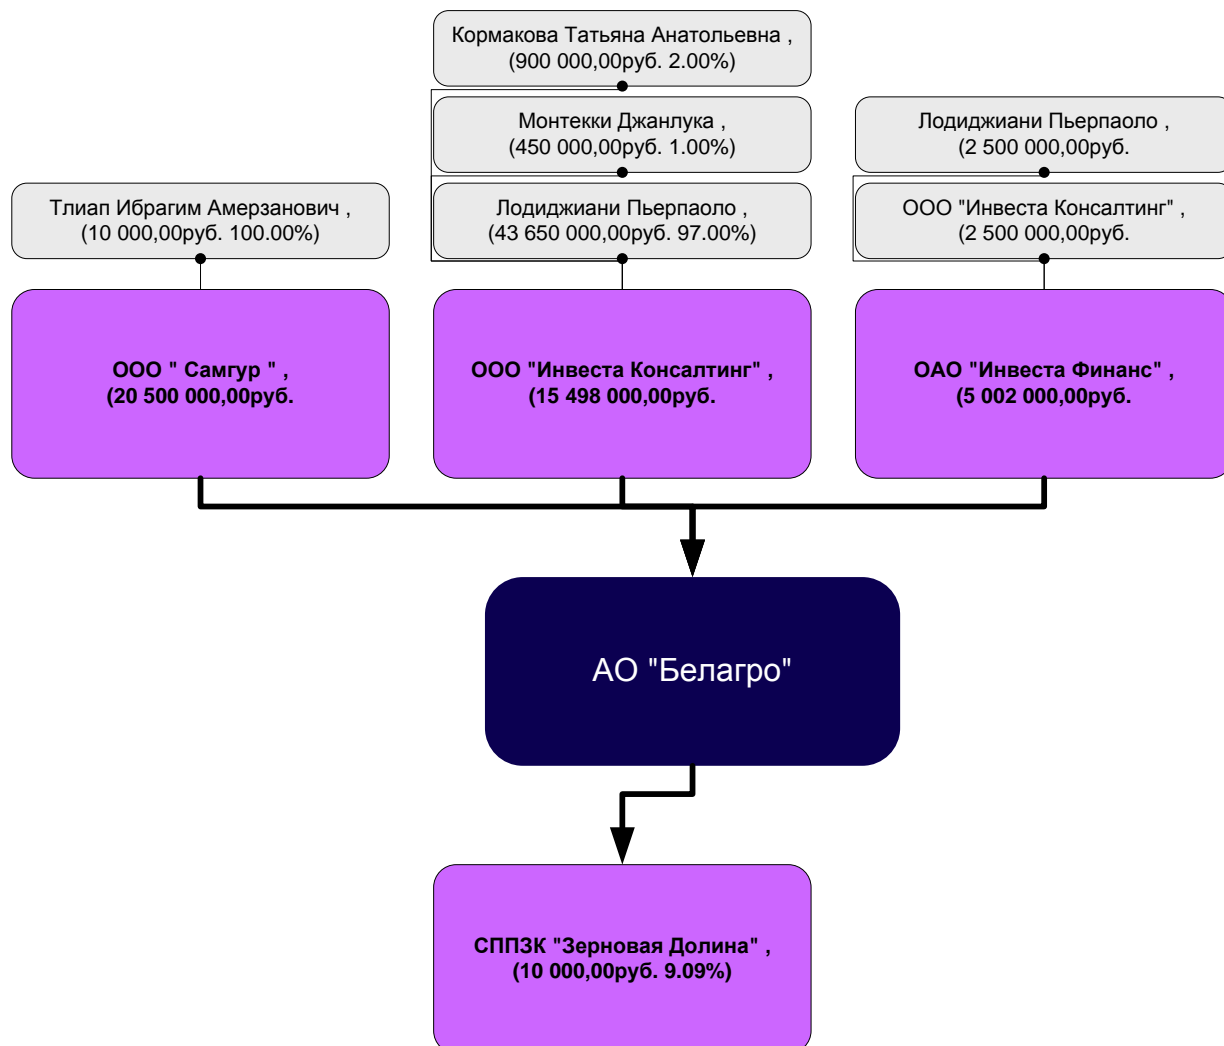 Кормакова Татьяна Анатольевна ,
(900 000,00руб. 2.00%)
Монтекки Джанлука ,
(450 000,00руб. 1.00%)
Лодиджиани Пьерпаоло ,
(2 500 000,00руб.
Тлиап Ибрагим Амерзанович ,
(10 000,00руб. 100.00%)
Лодиджиани Пьерпаоло ,
(43 650 000,00руб. 97.00%)
ООО "Инвеста Консалтинг" ,
(2 500 000,00руб.
ООО " Самгур " ,
(20 500 000,00руб.
ООО "Инвеста Консалтинг" ,
(15 498 000,00руб.
ОАО "Инвеста Финанс" ,
(5 002 000,00руб.
АО "Белагро"
СППЗК "Зерновая Долина" ,
(10 000,00руб. 9.09%)